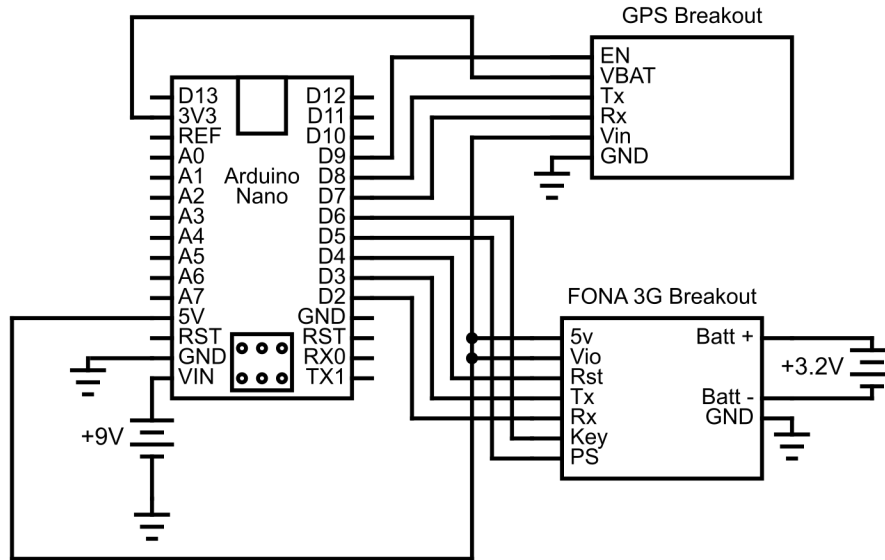 GPS Breakout
EN
VBAT
Tx
Rx
Vin
GND
D13
3V3
REF
A0
A1
A2
A3
A4
A5
A6
A7
5V
RST
GND
VIN
Arduino
Nano
D12
D11
D10
D9
D8
D7
D6
D5
D4
D3
D2
GND
RST
RX0
TX1
+9V
FONA 3G Breakout
5v
Vio
Rst
Tx
Rx
Key
PS
Batt +
Batt -
GND
+3.2V